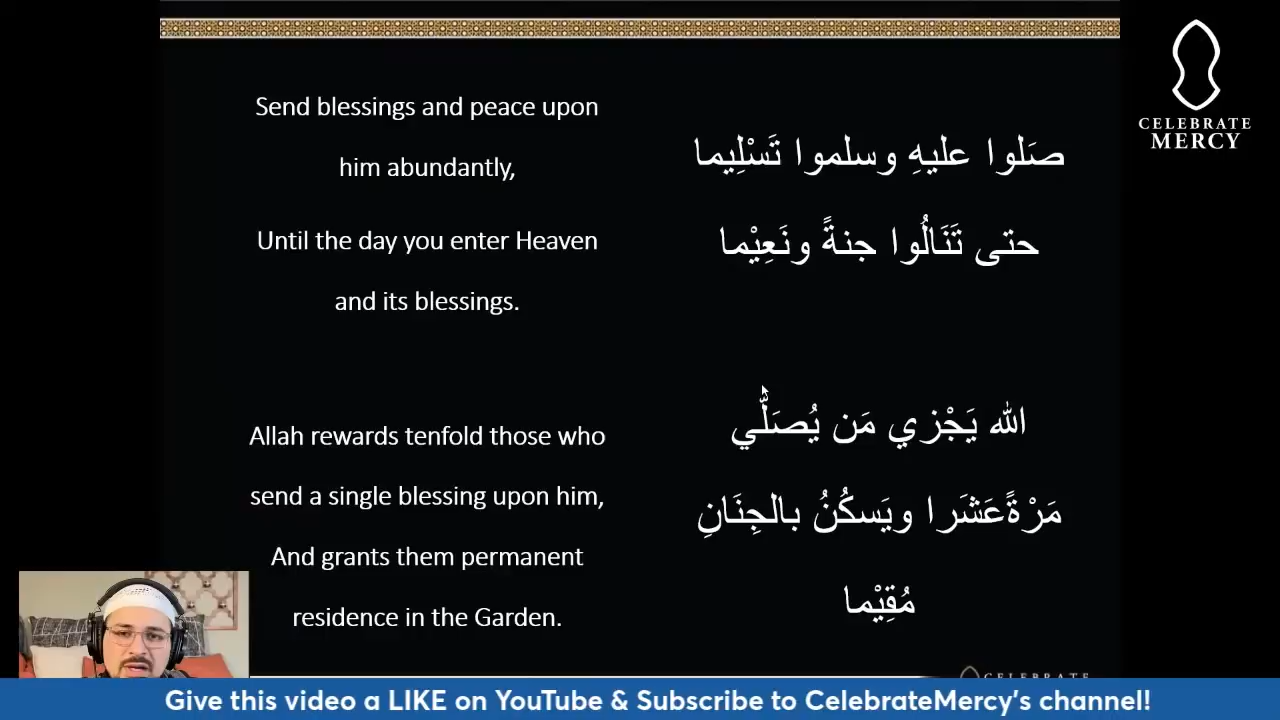 Send blessings and peace upon
him abundantly,
Until the day you enter Heaven
and its blessings.
صَلوا عليهِ وسلموا تَسْلِيما
حتى تَنَالُوا جنةً ونَعِيْما
Allah rewards tenfold those who
send a single blessing upon him,
And grants them permanent
residence in the Garden.
الله يَجْزي مَن يُصَلّي
مَرْةًعَشَرا ويَسكُنُ بالجِنَانِ
مُقِيْما
CELEBRATE
MERCY
CELEBRATE
Give this video a LIKE on YouTube & Subscribe to CelebrateMercy's channel!